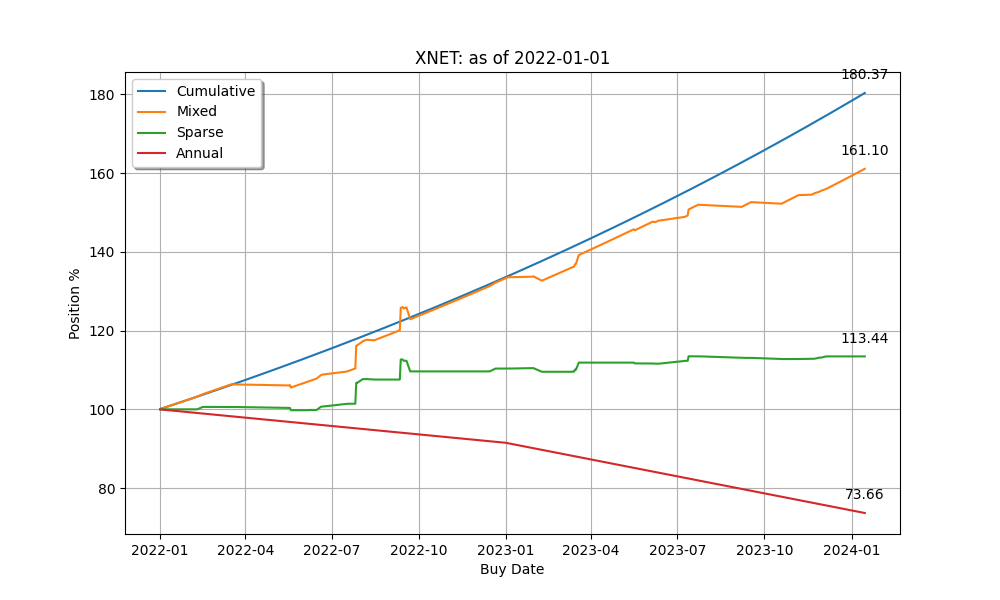 XNET: as of 2022-01-01
180.37
Cumulative
Mixed
Sparse
Annual
161.10
113.44
73.66
180
160
140
120
100
80
Position %
2022-01 2022-04 2022-07 2022-10 2023-01 2023-04 2023-07 2023-10 2024-01
Buy Date